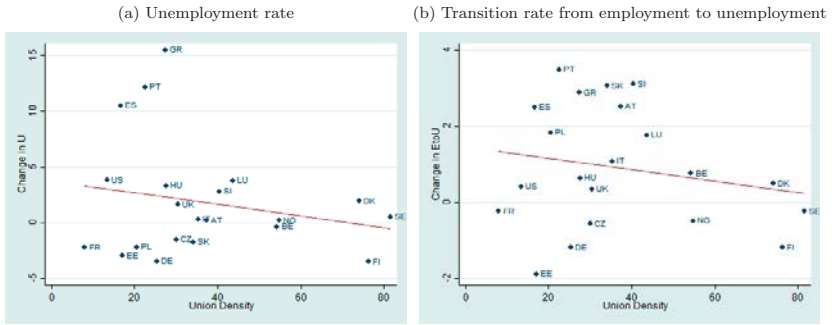 (a) Unemployment rate
(b) Transition rate from employment to unemployment
Change in U
15
10
5
0
-5
GR
PT
ES
US
HU
LU
SI
UK
IT
AT
NO
BE
DK
SE
FR
EE
PL
DE
CZ
SK
FI
0
20
40
60
80
Union Density
Change in EtoU
4
2
0
-2
PT
GR
SK
SI
ES
AT
PL
LU
IT
HU
UK
BE
DK
US
FR
SE
CZ
NO
DE
FI
EE
0
20
40
60
80
Union Density